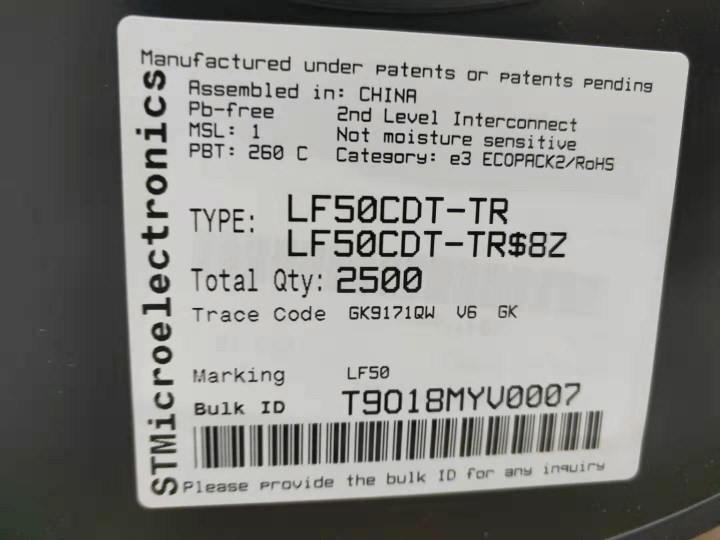 Manufactured under patents or patents pending
STMicroelectronics
Assembled in: CHINA
Pb-free 2nd Level Interconnect
MSL: 1 Not moisture sensitive
PBT: 260 C Category: e3 ECOPACK2/RoHS
TYPE: LF50CDT-TR
LF50CDT-TR$8Z
Total Qty: 2500
Trace Code GK9171QW V6 GK
Marking LF50
Bulk ID T9018MYV0007
Please provide the bulk ID for any inquiry